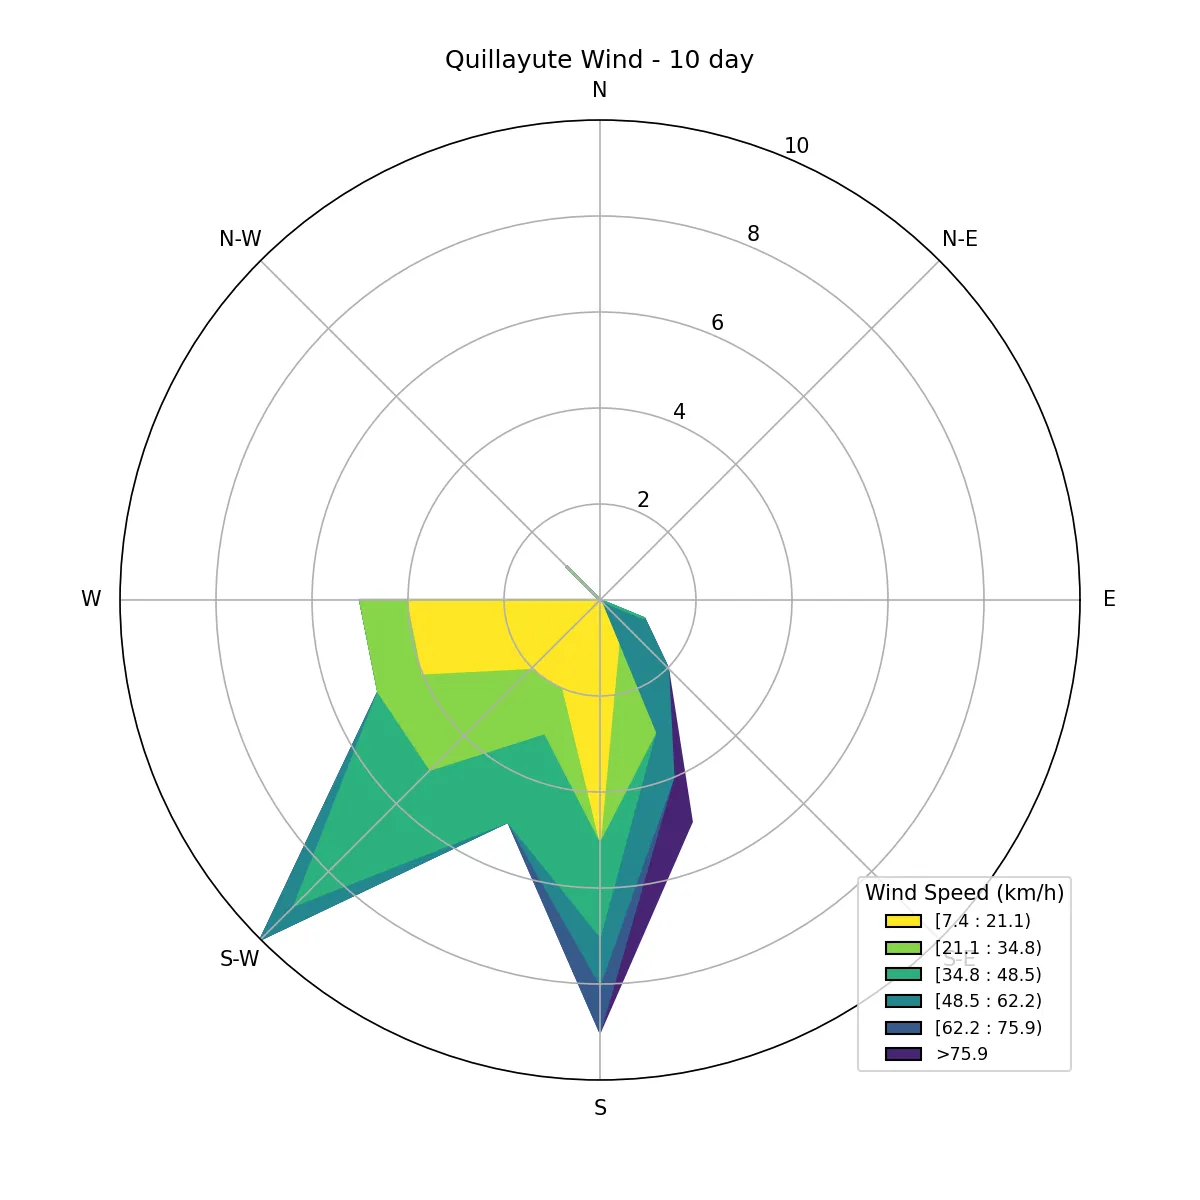 Quillayute Wind - 10 day
N
10
N-W
8
N-E
6
4
2
W
E
Wind Speed (km/h)
[7.4 : 21.1)
[21.1 : 34.8)
S-W
S-E
[34.8 : 48.5)
[48.5 : 62.2)
[62.2 : 75.9)
>75.9
S